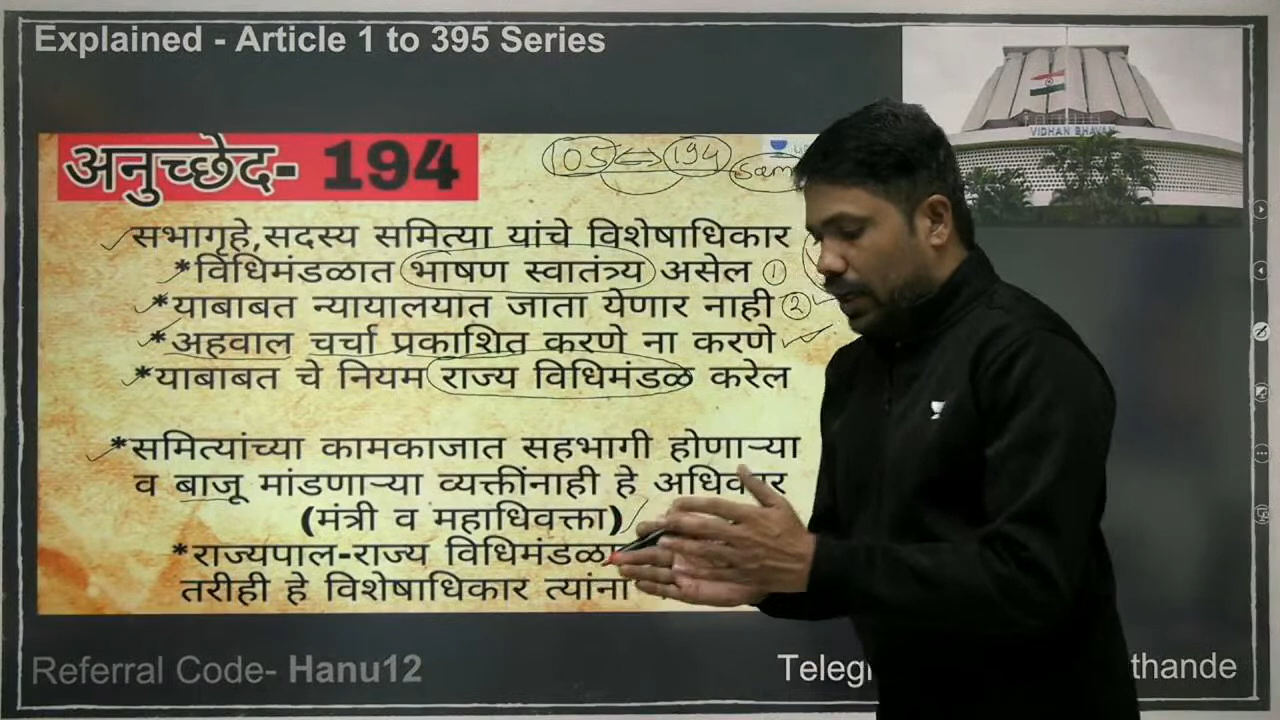 Explained - Article 1 to 395 Series
VIDHAN BHAVAN
अनुच्छेद- 194
105 ⇔ 194
Sam
सभागृहे,सदस्य समित्या यांचे विशेषाधिकार
*विधिमंडळात भाषण स्वातंत्र्य असेल 1
*याबाबत न्यायालयात जाता येणार नाही 2
*अहवाल चर्चा प्रकाशित करणे ना करणे
*याबाबत चे नियम राज्य विधिमंडळ करेल
*समित्यांच्या कामकाजात सहभागी होणाऱ्या
व बाजू मांडणाऱ्या व्यक्तींनाही हे अधिकार
(मंत्री व महाधिवक्ता)
*राज्यपाल-राज्य विधिमंडळा
तरीही हे विशेषाधिकार त्यांना
Referral Code- Hanu12
Telegr thande